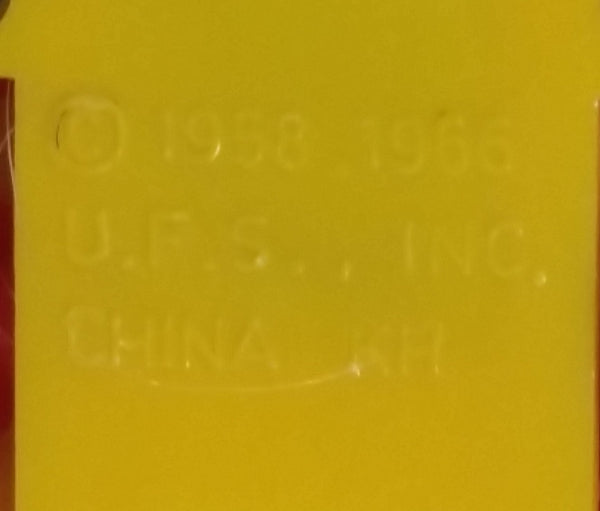 © 1958, 1966
U.F.S., INC.
CHINA KH